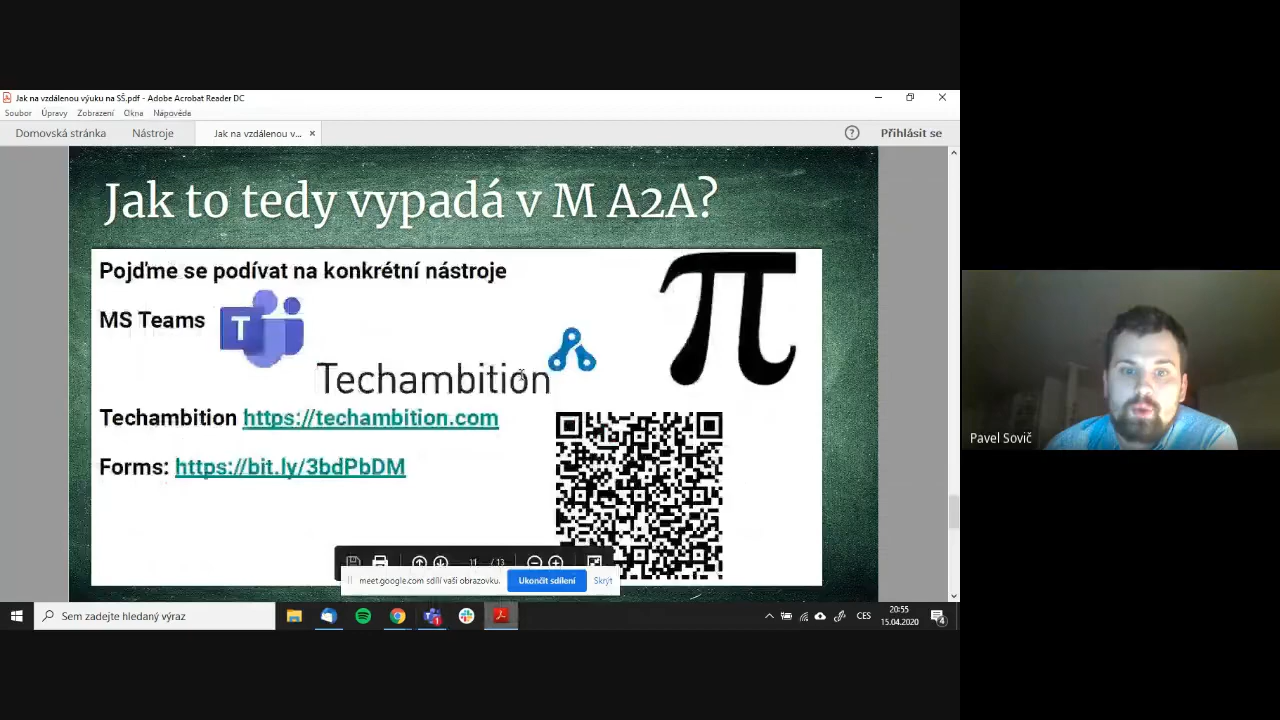 Jak na vzdálenou výuku na SŠ.pdf - Adobe Acrobat Reader DC
Soubor Úpravy Zobrazení Okna Nápověda
Domovská stránka Nástroje Jak na vzdálenou v... Přihlásit se
Jak to tedy vypadá v M A2A?
Pojďme se podívat na konkrétní nástroje
π
MS Teams T
Techambition
Techambition https://techambition.com
Forms: https://bit.ly/3bdPbDM
Pavel Sovič
11 / 13
meet.google.com sdílí vaši obrazovku. Ukončit sdílení Skrýt
Sem zadejte hledaný výraz
CES 20:55
15.04.2020 4